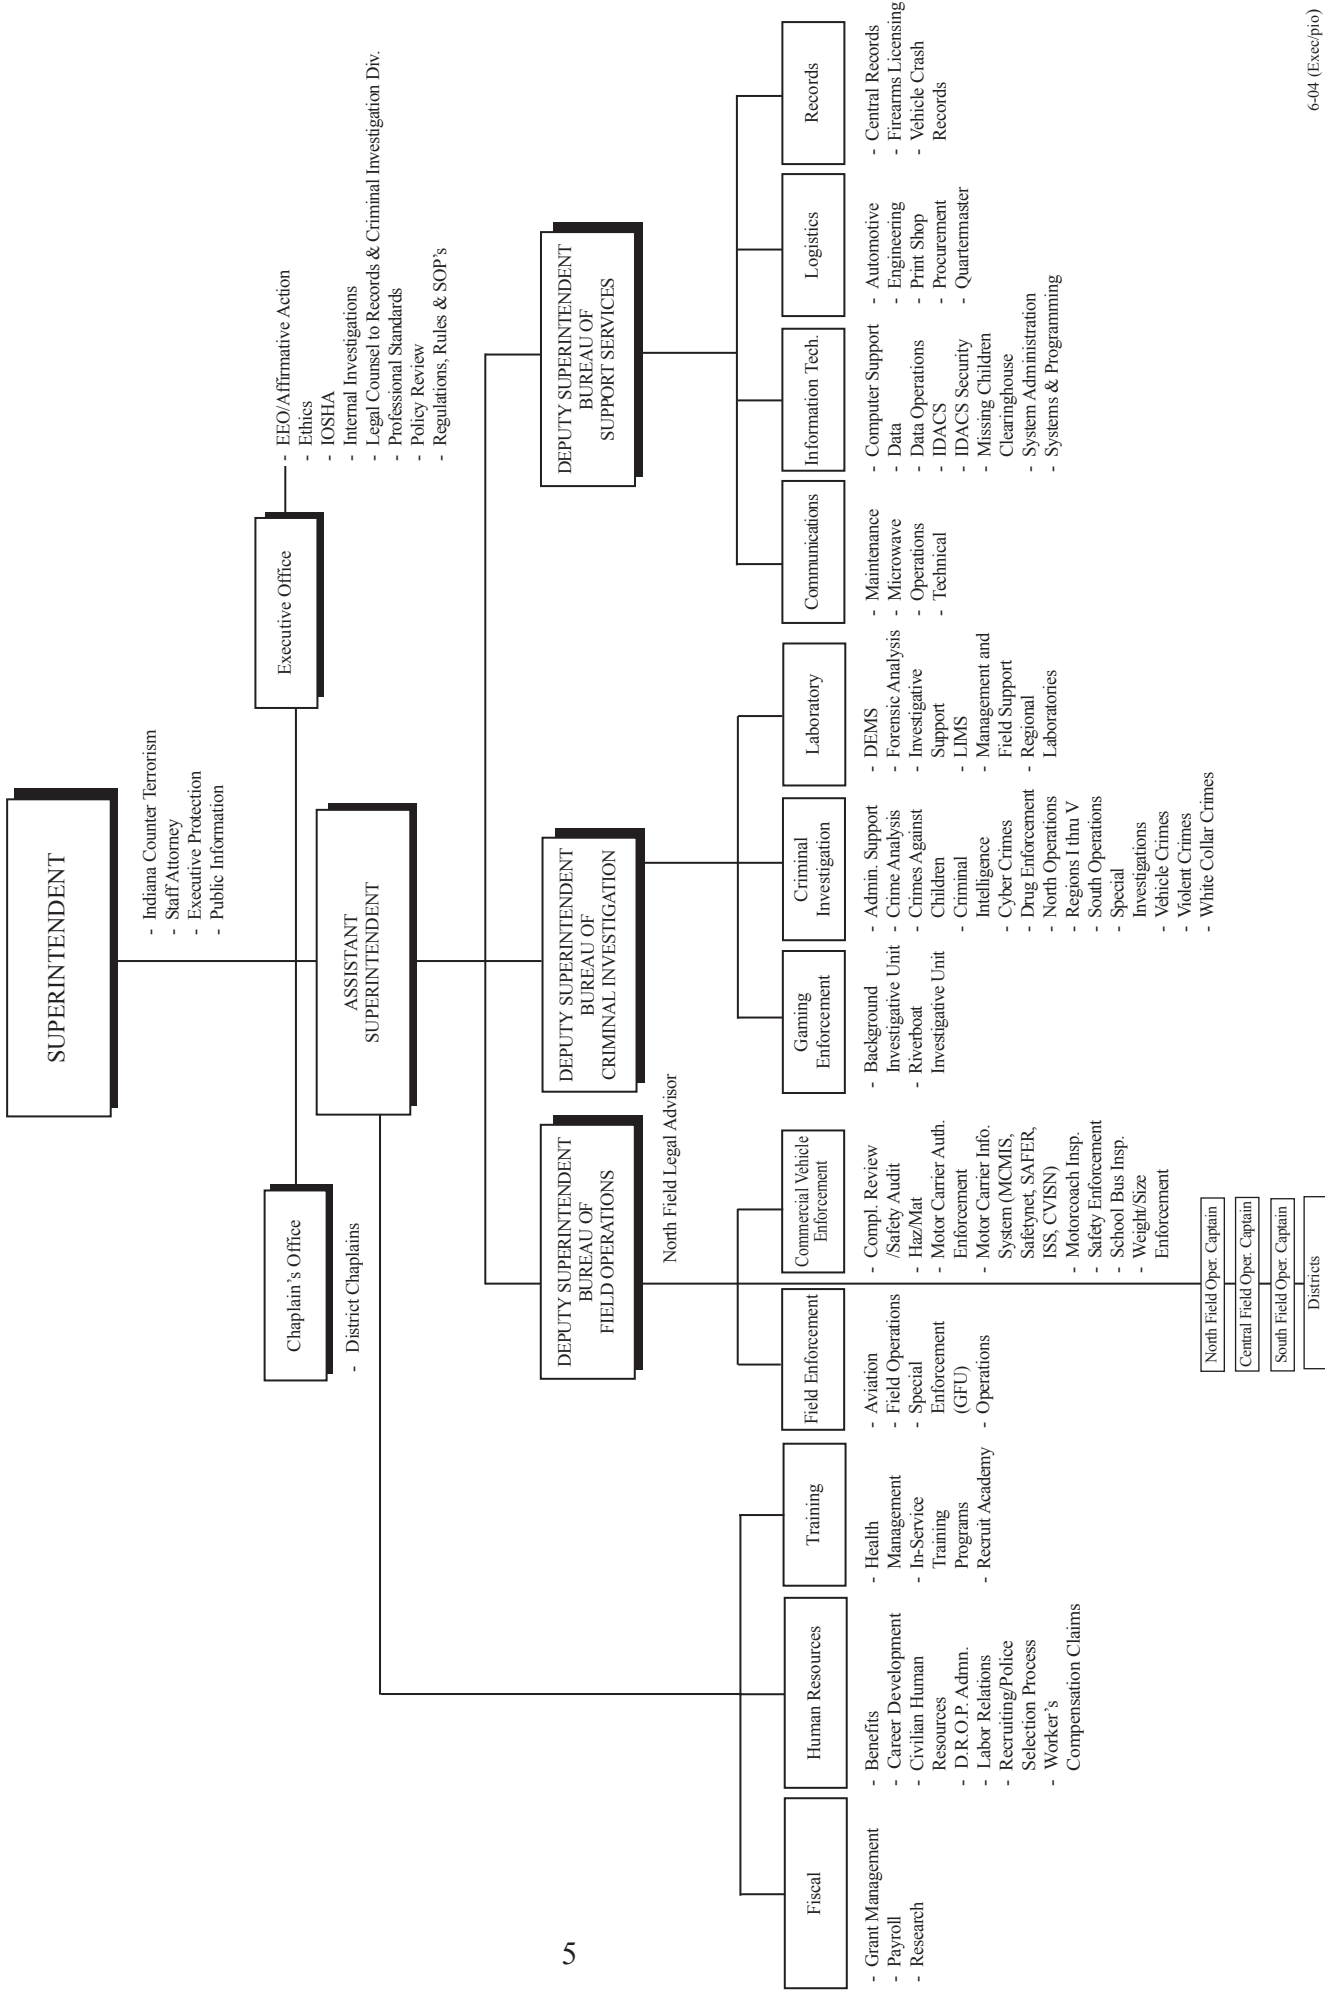 SUPERINTENDENT
- Indiana Counter Terrorism
- Staff Attorney
- Executive Protection
- Public Information
Chaplain's Office
- District Chaplains
Executive Office
- EEO/Affirmative Action
- Ethics
- IOSHA
- Internal Investigations
- Legal Counsel to Records & Criminal Investigation Div.
- Professional Standards
- Policy Review
- Regulations, Rules & SOP's
ASSISTANT
SUPERINTENDENT
DEPUTY SUPERINTENDENT
BUREAU OF
FIELD OPERATIONS
North Field Legal Advisor
DEPUTY SUPERINTENDENT
BUREAU OF
CRIMINAL INVESTIGATION
DEPUTY SUPERINTENDENT
BUREAU OF
SUPPORT SERVICES
Fiscal
- Grant Management
- Payroll
- Research
Human Resources
- Benefits
- Career Development
- Civilian Human
Resources
- D.R.O.P. Admn.
- Labor Relations
- Recruiting/Police
Selection Process
- Worker's
Compensation Claims
Training
- Health
Management
- In-Service
Training
Programs
- Recruit Academy
Field Enforcement
- Aviation
- Field Operations
- Special
Enforcement
(GFU)
- Operations
Commercial Vehicle
Enforcement
- Compl. Review
/Safety Audit
- Haz/Mat
- Motor Carrier Auth.
Enforcement
- Motor Carrier Info.
System (MCMIS,
Safetynet, SAFER,
ISS, CVISN)
- Motorcoach Insp.
- Safety Enforcement
- School Bus Insp.
- Weight/Size
Enforcement
North Field Oper. Captain
Central Field Oper. Captain
South Field Oper. Captain
Districts
Gaming
Enforcement
- Background
Investigative Unit
- Riverboat
Investigative Unit
Criminal
Investigation
- Admin. Support
- Crime Analysis
- Crimes Against
Children
- Criminal
Intelligence
- Cyber Crimes
- Drug Enforcement
- North Operations
- Regions I thru V
- South Operations
- Special
Investigations
- Vehicle Crimes
- Violent Crimes
- White Collar Crimes
Laboratory
- DEMS
- Forensic Analysis
- Investigative
Support
- LIMS
- Management and
Field Support
- Regional
Laboratories
Communications
- Maintenance
- Microwave
- Operations
- Technical
Information Tech.
- Computer Support
- Data
- Data Operations
- IDACS
- IDACS Security
- Missing Children
Clearinghouse
- System Administration
- Systems & Programming
Logistics
- Automotive
- Engineering
- Print Shop
- Procurement
- Quartermaster
Records
- Central Records
- Firearms Licensing
- Vehicle Crash
Records
6-04 (Exec/pio)
5